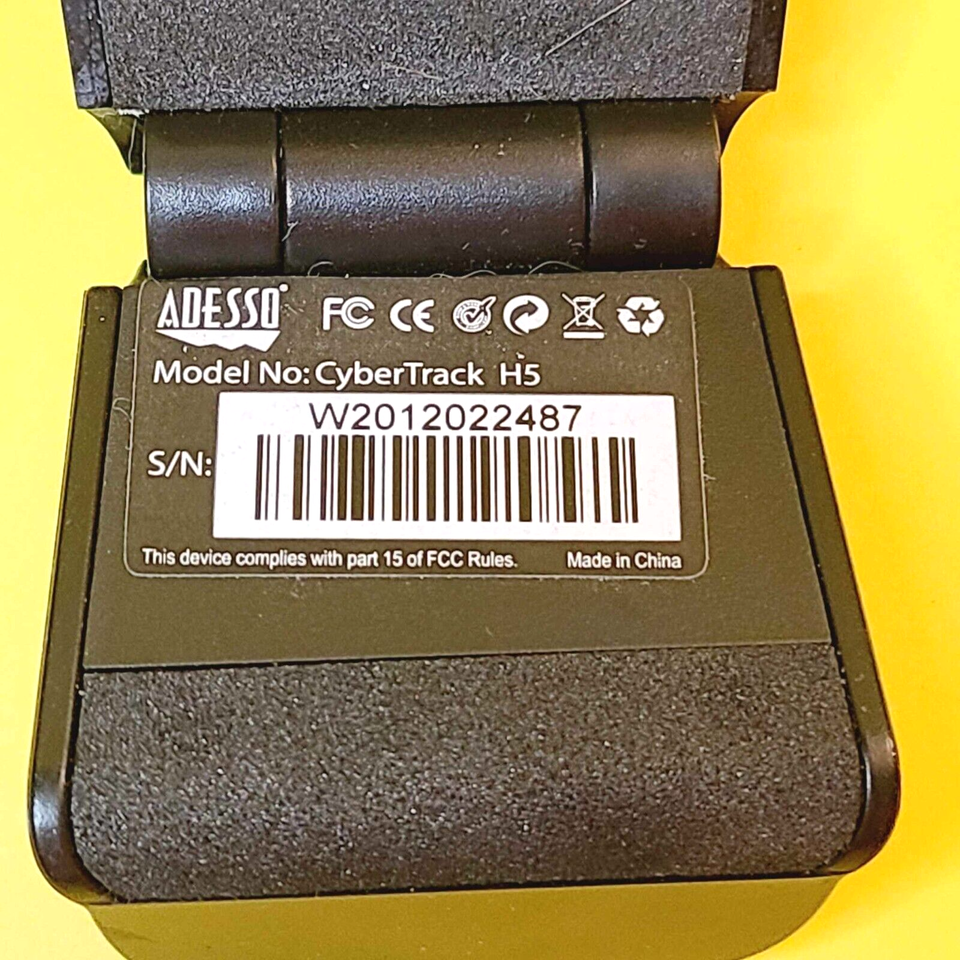 ADESSO
FC CE
Model No: CyberTrack H5
W2012022487
S/N:
This device complies with part 15 of FCC Rules. Made in China